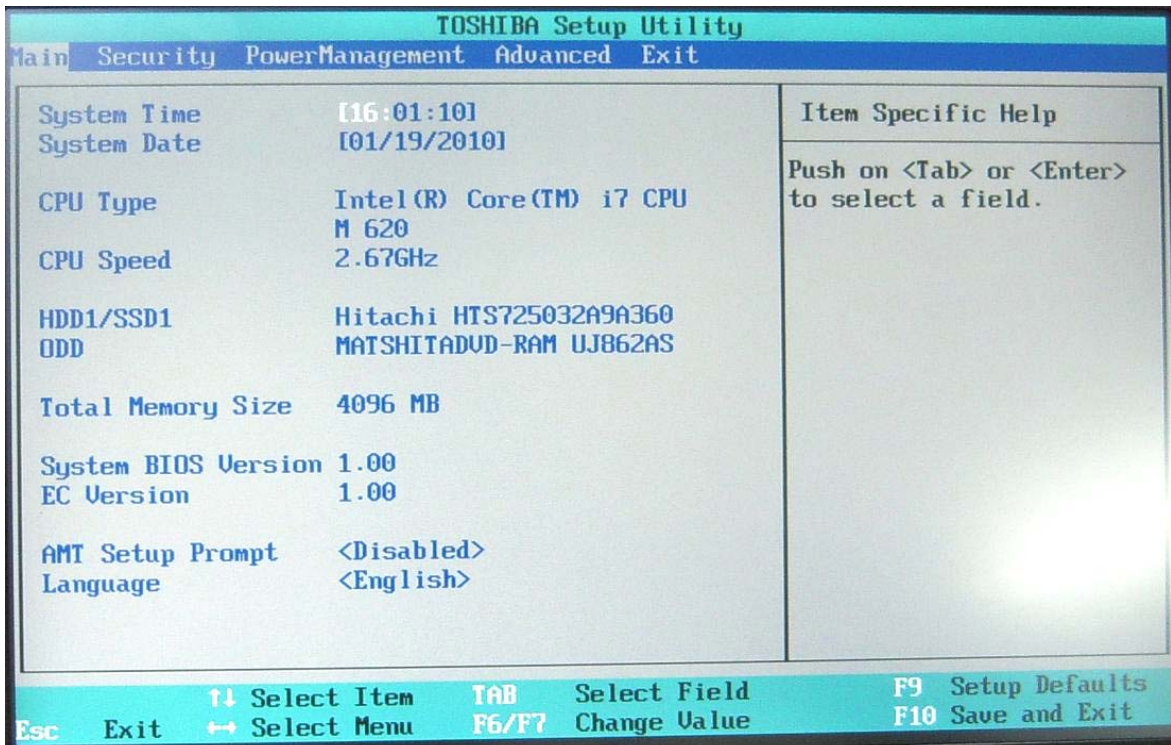 TOSHIBA Setup Utility
Main Security PowerManagement Advanced Exit
System Time [16:01:10]
System Date [01/19/2010]
CPU Type Intel(R) Core(TM) i7 CPU
M 620
CPU Speed 2.67GHz
HDD1/SSD1 Hitachi HTS725032A9A360
ODD MATSHITADVD-RAM UJ862AS
Total Memory Size 4096 MB
System BIOS Version 1.00
EC Version 1.00
AMT Setup Prompt <Disabled>
Language <English>
Item Specific Help
Push on <Tab> or <Enter>
to select a field.
↑↓ Select Item TAB Select Field F9 Setup Defaults
Esc Exit ↔ Select Menu F6/F7 Change Value F10 Save and Exit